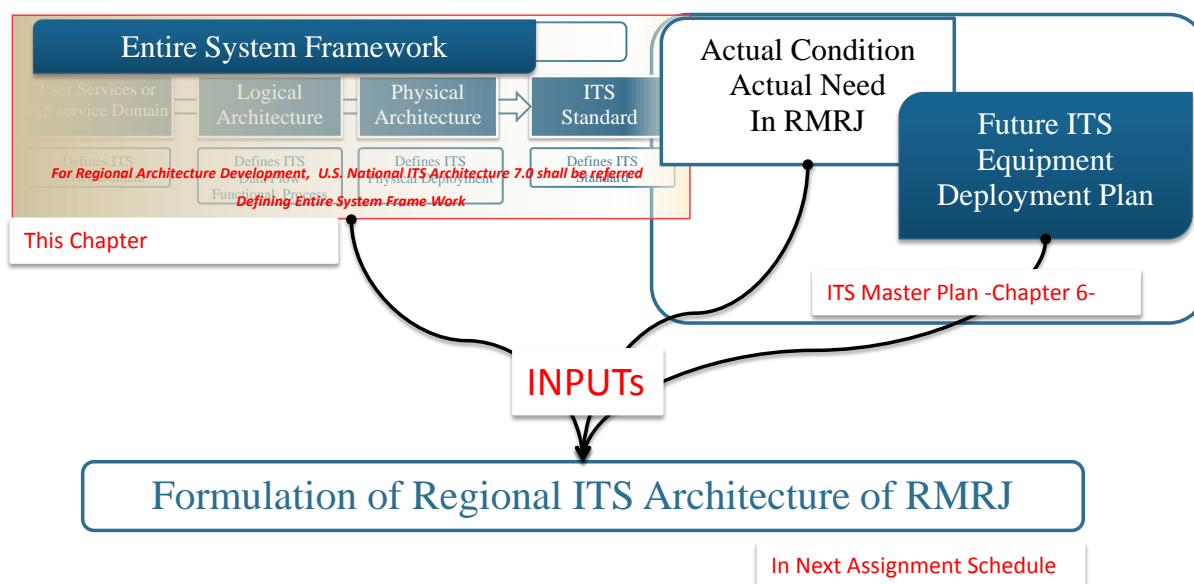 Entire System Framework
User Services or
ITS service Domain
Logical
Architecture
Physical
Architecture
ITS
Standard
Defines ITS
Defines ITS
Data Flow
Functional Process
Defines ITS
Physical Deployment
Defines ITS
Standard
For Regional Architecture Development, U.S. National ITS Architecture 7.0 shall be referred
Defining Entire System Frame Work
This Chapter
Actual Condition
Actual Need
In RMRJ
Future ITS
Equipment
Deployment Plan
ITS Master Plan -Chapter 6-
INPUTs
Formulation of Regional ITS Architecture of RMRJ
In Next Assignment Schedule